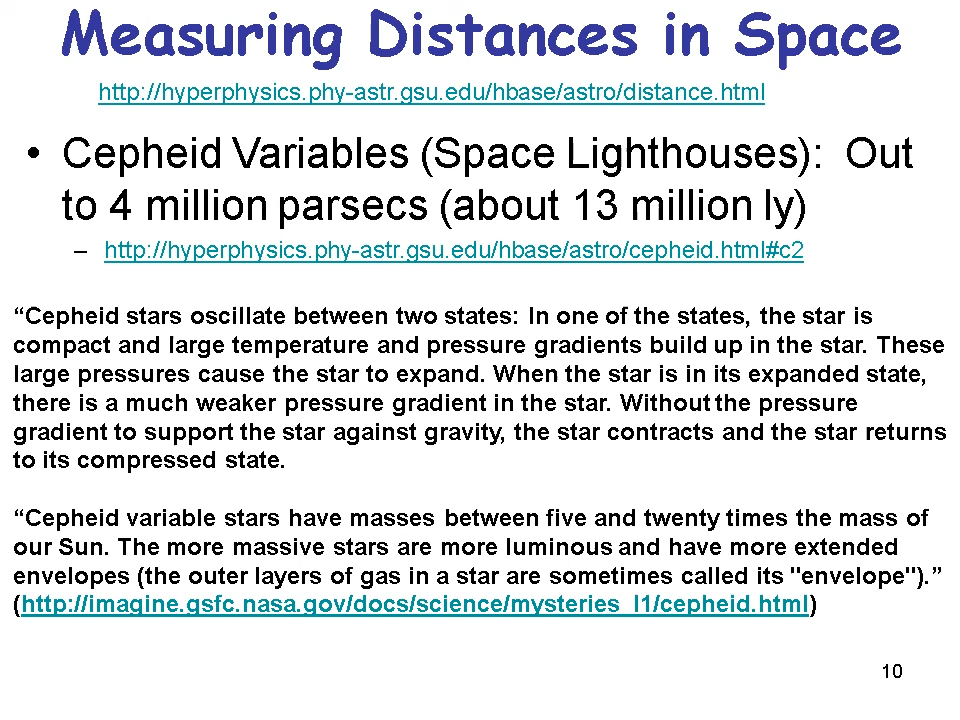 Measuring Distances in Space
http://hyperphysics.phy-astr.gsu.edu/hbase/astro/distance.html
• Cepheid Variables (Space Lighthouses):  Out
to 4 million parsecs (about 13 million ly)
– http://hyperphysics.phy-astr.gsu.edu/hbase/astro/cepheid.html#c2
“Cepheid stars oscillate between two states: In one of the states, the star is
compact and large temperature and pressure gradients build up in the star. These
large pressures cause the star to expand. When the star is in its expanded state,
there is a much weaker pressure gradient in the star. Without the pressure
gradient to support the star against gravity, the star contracts and the star returns
to its compressed state.
“Cepheid variable stars have masses between five and twenty times the mass of
our Sun. The more massive stars are more luminous and have more extended
envelopes (the outer layers of gas in a star are sometimes called its "envelope").”
(http://imagine.gsfc.nasa.gov/docs/science/mysteries_l1/cepheid.html)
10